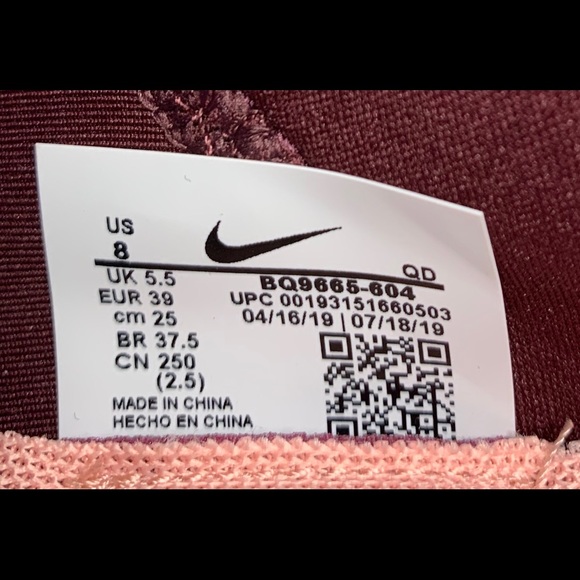 US
8
UK 5.5
EUR 39
cm 25
BR 37.5
CN 250
(2.5)
MADE IN CHINA
HECHO EN CHINA
QD
BQ9665-604
UPC 00193151660503
04/16/19 | 07/18/19